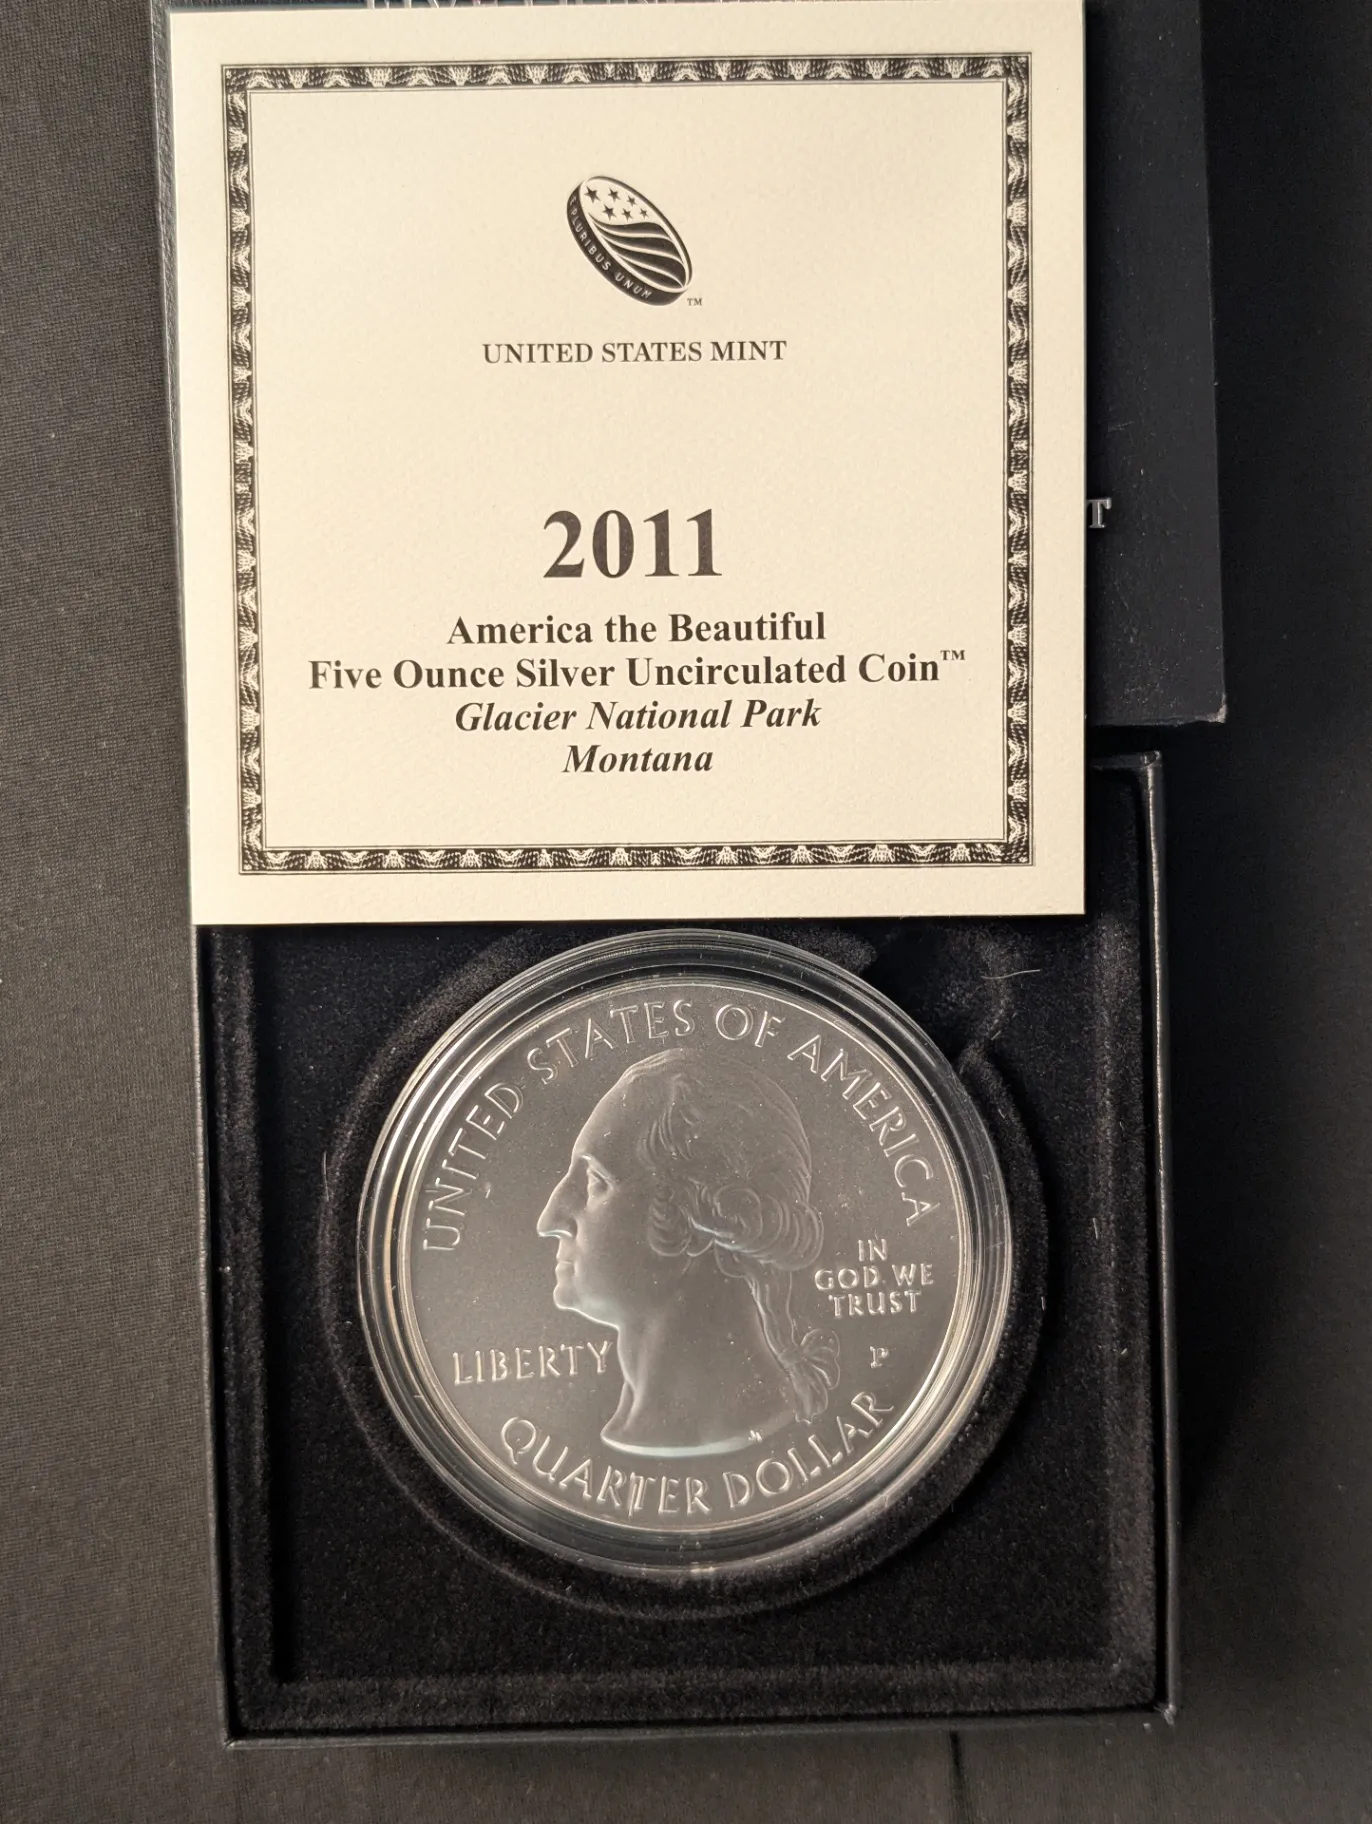 E PLURIBUS UNUM
TM
UNITED STATES MINT
2011
America the Beautiful
Five Ounce Silver Uncirculated Coin™
Glacier National Park
Montana
T
UNITED STATES OF AMERICA
IN
GOD WE
TRUST
LIBERTY
P
QUARTER DOLLAR